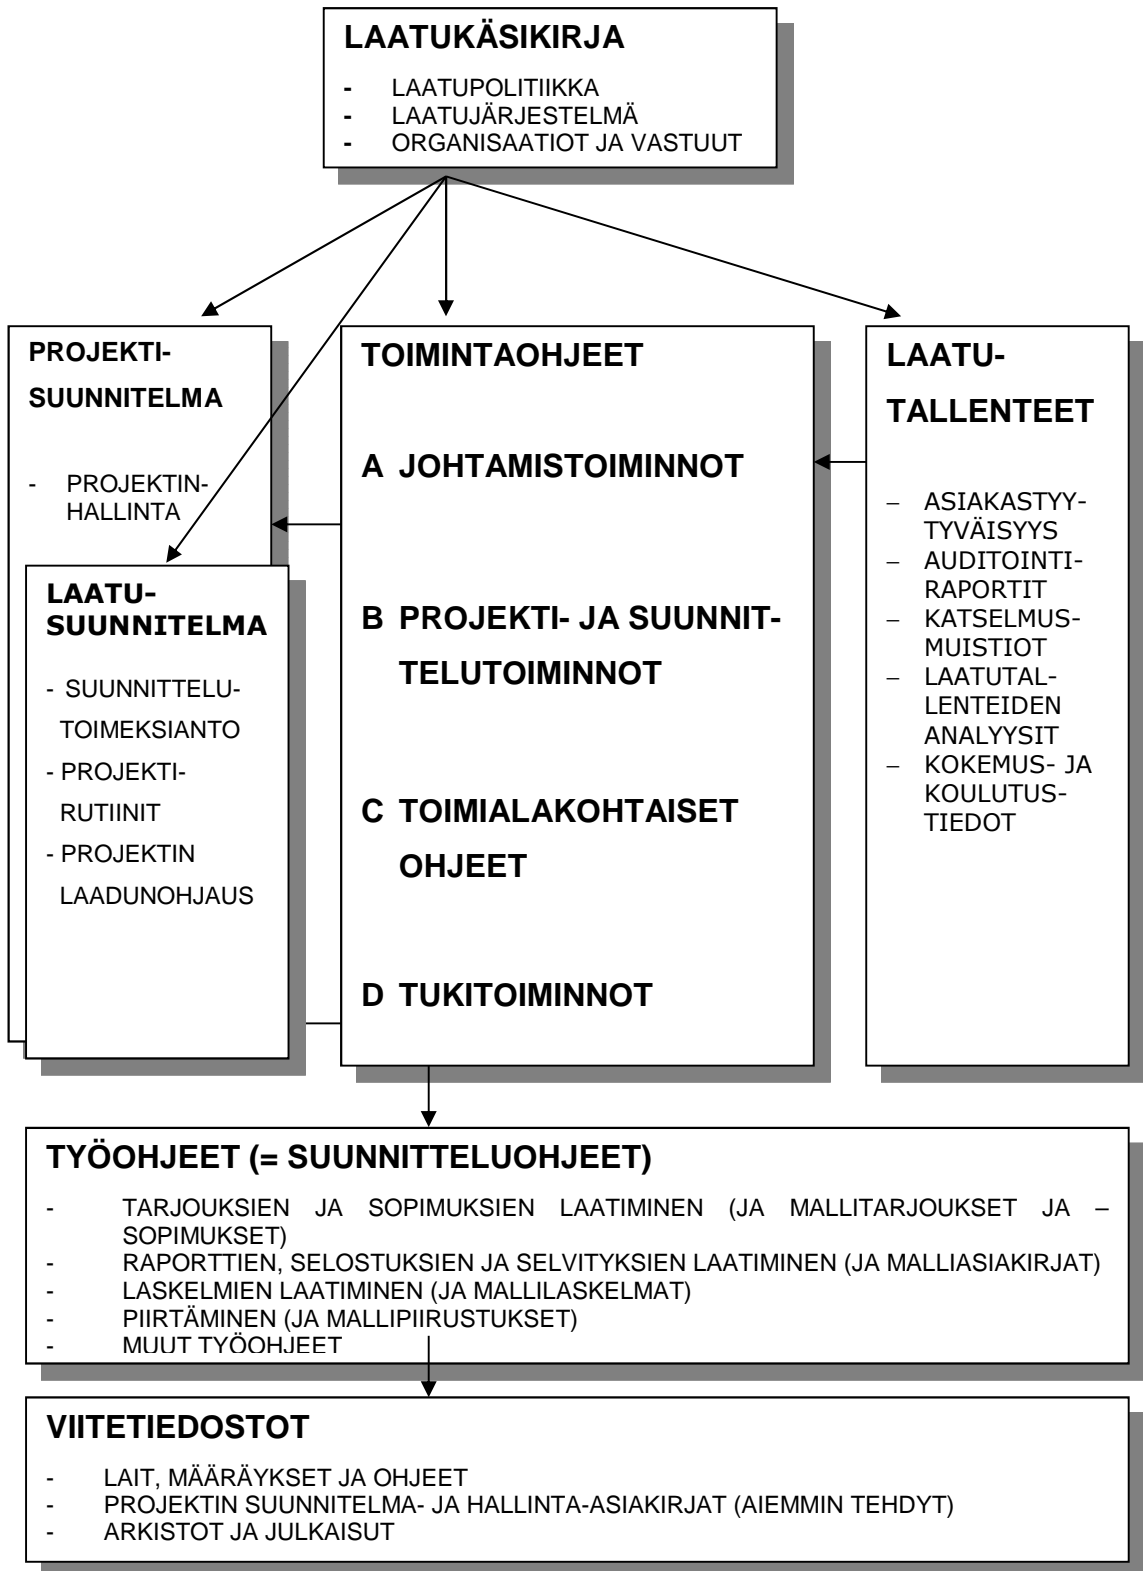 LAATUKÄSIKIRJA
- LAATUPOLITIIKKA
- LAATUJÄRJESTELMÄ
- ORGANISAATIOT JA VASTUUT
PROJEKTI-
SUUNNITELMA
- PROJEKTIN-
HALLINTA
LAATU-
SUUNNITELMA
- SUUNNITTELU-
TOIMEKSIANTO
- PROJEKTI-
RUTIINIT
- PROJEKTIN
LAADUNOHJAUS
TOIMINTAOHJEET
A JOHTAMISTOIMINNOT
B PROJEKTI- JA SUUNNIT-
TELUTOIMINNOT
C TOIMIALAKOHTAISET
OHJEET
D TUKITOIMINNOT
LAATU-
TALLENTEET
– ASIAKASTYY-
TYVÄISYYS
– AUDITOINTI-
RAPORTIT
– KATSELMUS-
MUISTIOT
– LAATUTAL-
LENTEIDEN
ANALYYSIT
– KOKEMUS- JA
KOULUTUS-
TIEDOT
TYÖOHJEET (= SUUNNITTELUOHJEET)
- TARJOUKSIEN JA SOPIMUKSIEN LAATIMINEN (JA MALLITARJOUKSET JA –
SOPIMUKSET)
- RAPORTTIEN, SELOSTUKSIEN JA SELVITYKSIEN LAATIMINEN (JA MALLIASIAKIRJAT)
- LASKELMIEN LAATIMINEN (JA MALLILASKELMAT)
- PIIRTÄMINEN (JA MALLIPIIRUSTUKSET)
- MUUT TYÖOHJEET
VIITETIEDOSTOT
- LAIT, MÄÄRÄYKSET JA OHJEET
- PROJEKTIN SUUNNITELMA- JA HALLINTA-ASIAKIRJAT (AIEMMIN TEHDYT)
- ARKISTOT JA JULKAISUT